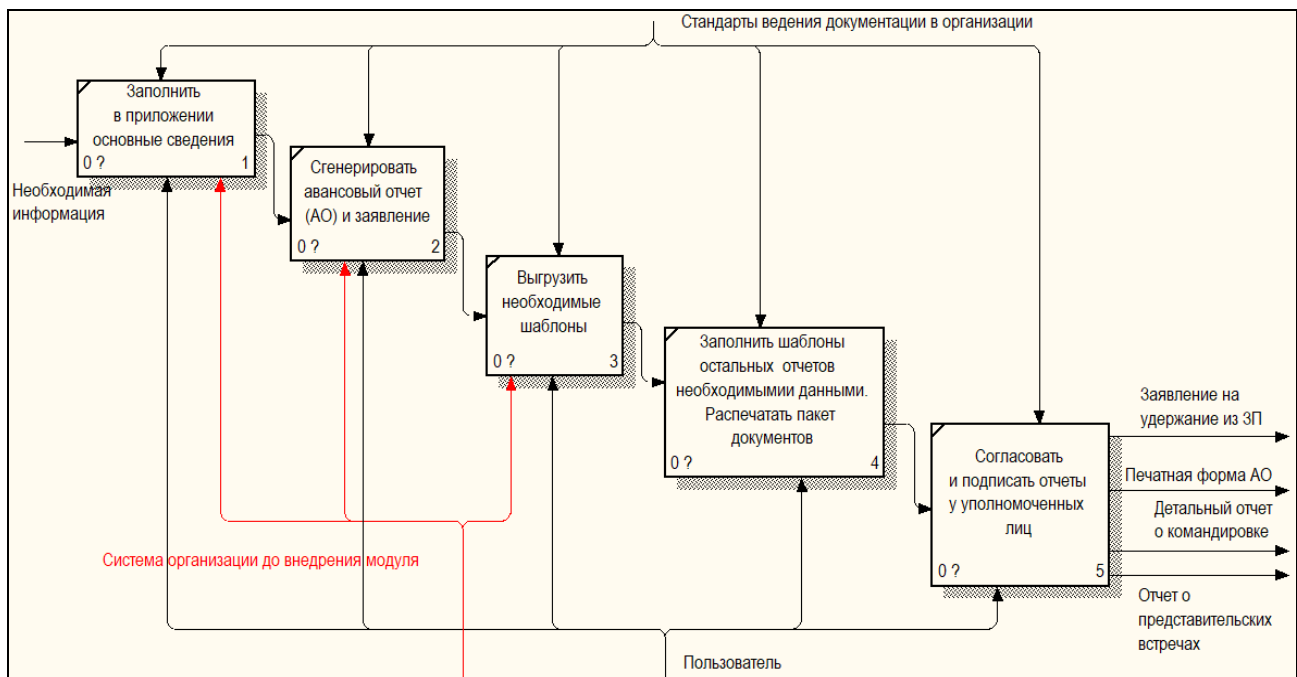 Стандарты ведения документации в организации
Заполнить
в приложении
основные сведения
0 ?
1
Необходимая
информация
Сгенерировать
авансовый отчет
(АО) и заявление
0 ?
2
Выгрузить
необходимые
шаблоны
0 ?
3
Заполнить шаблоны
остальных отчетов
необходимымии данными.
Распечатать пакет
документов
0 ?
4
Согласовать
и подписать отчеты
у уполномоченных
лиц
0 ?
5
Заявление на
удержание из ЗП
Печатная форма АО
Детальный отчет
о командировке
Отчет о
представительских
встречах
Система организации до внедрения модуля
Пользователь